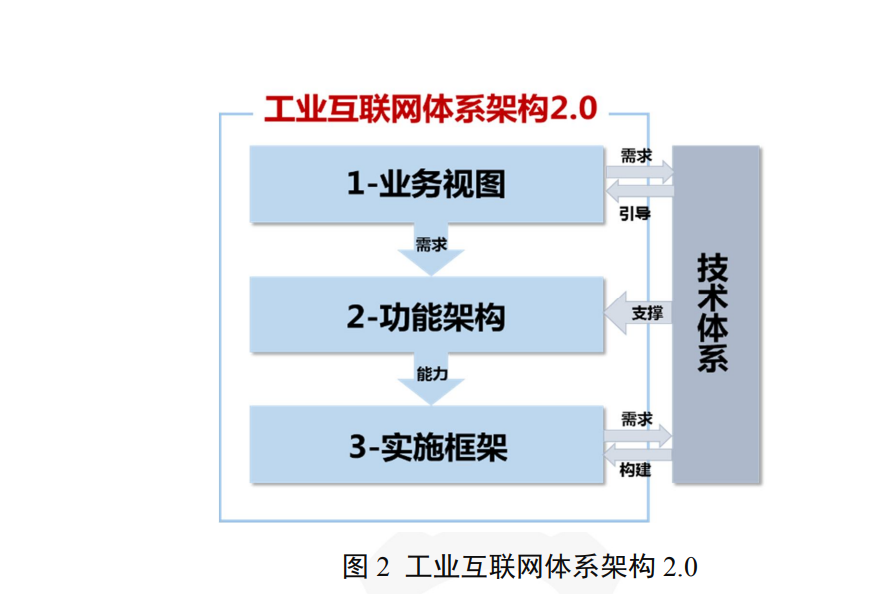 工业互联网体系架构2.0
1-业务视图
需求
引导
需求
2-功能架构
支撑
能力
3-实施框架
需求
构建
技术体系
图 2 工业互联网体系架构 2.0